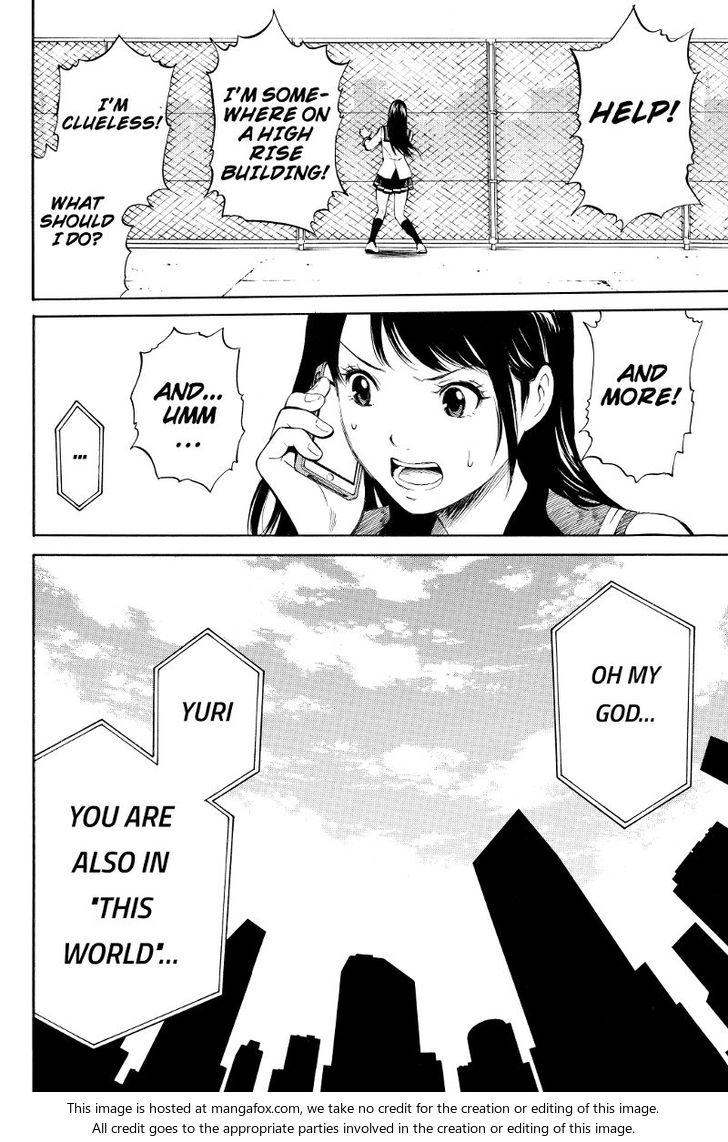 HELP!
I'M SOME-
WHERE ON
A HIGH
RISE
BUILDING!
I'M
CLUELESS!
WHAT
SHOULD
I DO?
AND
MORE!
AND...
UMM
...
...
OH MY
GOD...
YURI
YOU ARE
ALSO IN
"THIS
WORLD"...
This image is hosted at mangafox.com, we take no credit for the creation or editing of this image.
All credit goes to the appropriate parties involved in the creation or editing of this image.